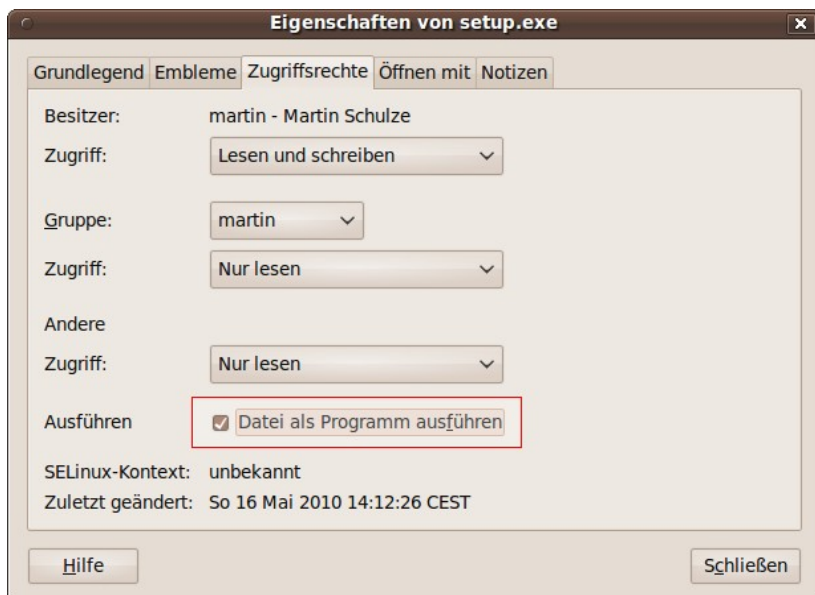 Eigenschaften von setup.exe
Grundlegend Embleme Zugriffsrechte Öffnen mit Notizen
Besitzer: martin - Martin Schulze
Zugriff: Lesen und schreiben
Gruppe: martin
Zugriff: Nur lesen
Andere
Zugriff: Nur lesen
Ausführen Datei als Programm ausführen
SELinux-Kontext: unbekannt
Zuletzt geändert: So 16 Mai 2010 14:12:26 CEST
Hilfe Schließen